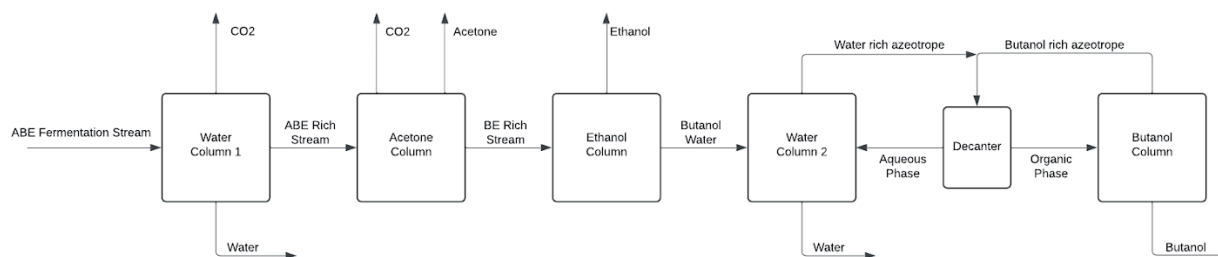 CO2
CO2
Acetone
Ethanol
Water rich azeotrope
Butanol rich azeotrope
ABE Fermentation Stream
Water
Column 1
ABE Rich
Stream
Acetone
Column
BE Rich
Stream
Ethanol
Column
Butanol
Water
Water
Column 2
Aqueous
Phase
Decanter
Organic
Phase
Butanol
Column
Water
Water
Butanol